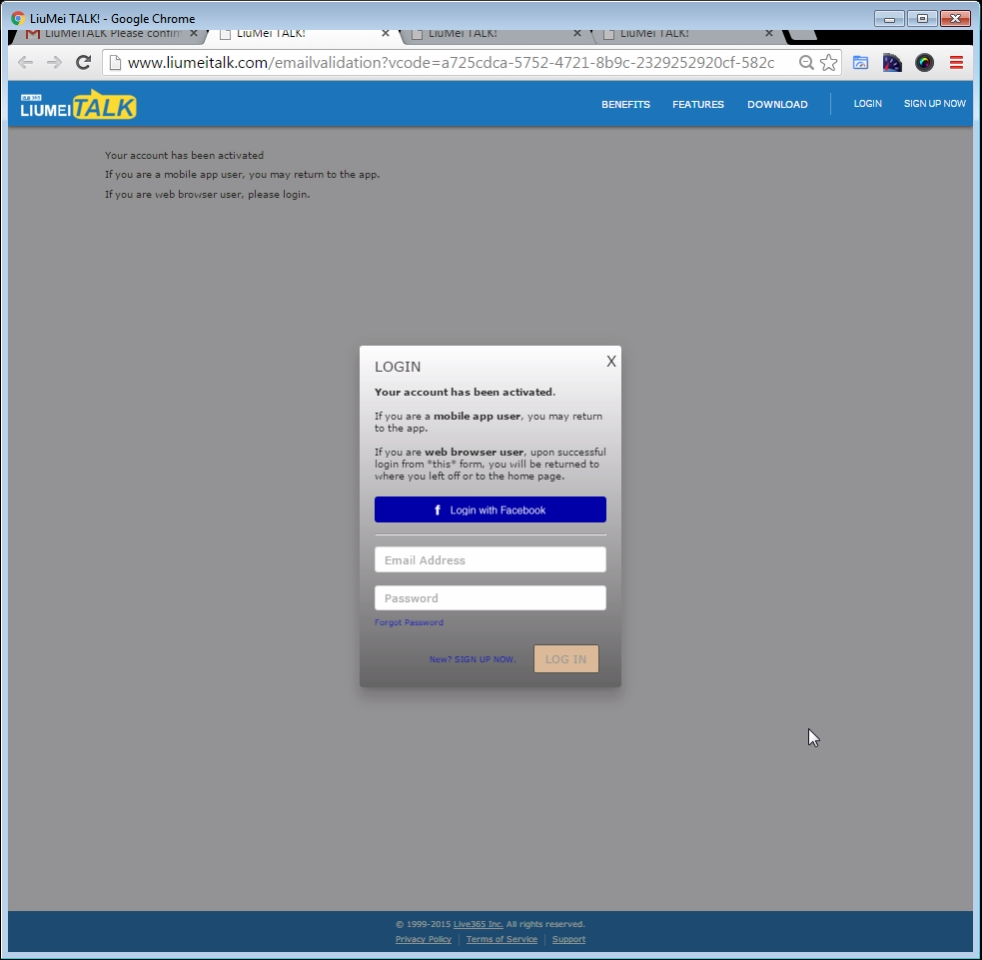 LiuMei TALK! - Google Chrome
LiuMeiTALK Please confirm
LiuMei TALK!
LiuMei TALK!
LiuMei TALK!
www.liumeitalk.com/emailvalidation?vcode=a725cdca-5752-4721-8b9c-2329252920cf-582c
LIUMEI TALK
BENEFITS FEATURES DOWNLOAD LOGIN SIGN UP NOW
Your account has been activated
If you are a mobile app user, you may return to the app.
If you are web browser user, please login.
LOGIN X
Your account has been activated.
If you are a mobile app user, you may return
to the app.
If you are web browser user, upon successful
login from *this* form, you will be returned to
where you left off or to the home page.
f Login with Facebook
Email Address
Password
Forgot Password
New? SIGN UP NOW. LOG IN
© 1999-2015 Live365 Inc. All rights reserved.
Privacy Policy | Terms of Service | Support